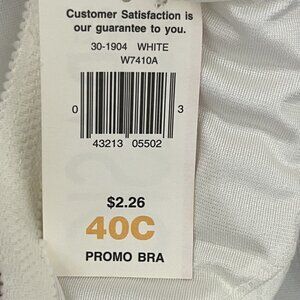 Customer Satisfaction is
our guarantee to you.
30-1904 WHITE
W7410A
0 3
43213 05502
$2.26
40C
PROMO BRA